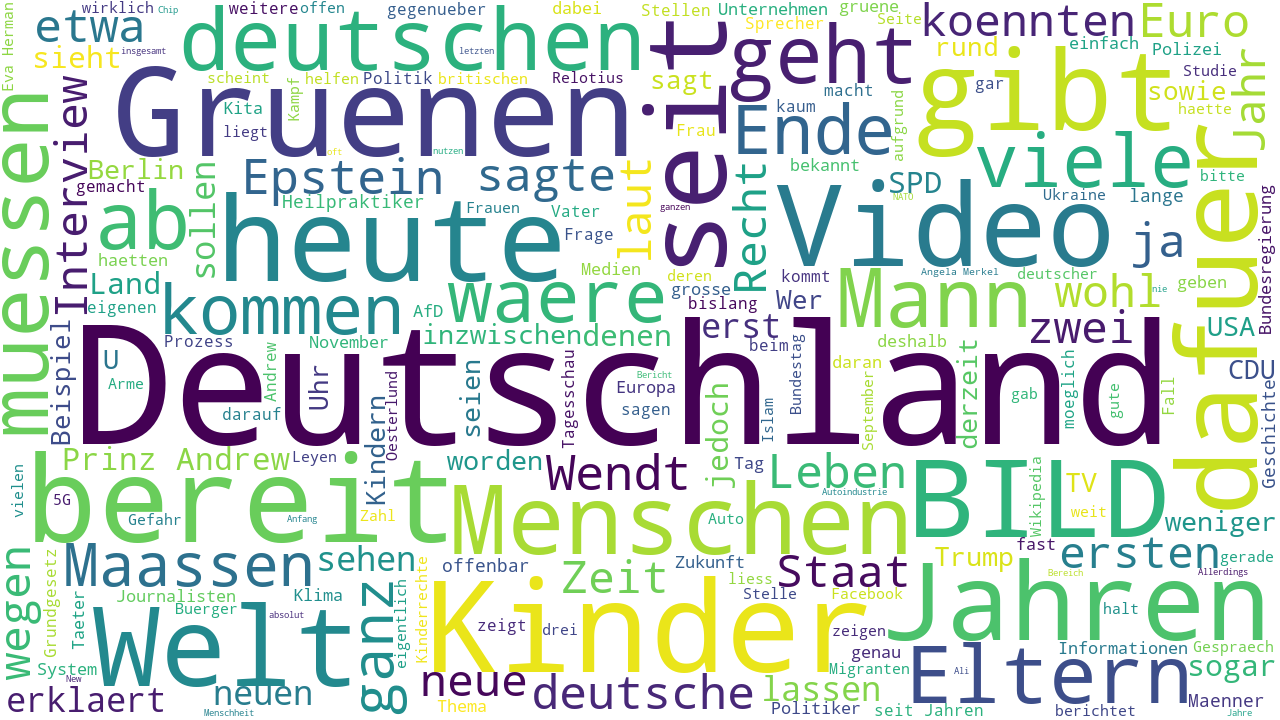 Eva Herman
wirklich
Chip
weitere
offen
gegenueber
dabei
Stellen
Unternehmen
gruene
koennten
Euro
etwa
deutschen
seit
geht
Sprecher
Seite
sieht
insgesamt
letzten
rund
einfach
Polizei
Gruenen
scheint
helfen
Politik
britischen
Relotius
sagt
gibt
gar
Studie
sowie
Jahr
muessen
Interview
Kita
Kampf
liegt
Frau
Ende
macht
kaum
aufgrund
haette
oft
nutzen
viele
Berlin
gemacht
sollen
Epstein
sagte
laut
Recht
bekannt
SPD
bitte
dafuer
ab
heute
Heilpraktiker
Frauen
Vater
ganzen
Video
NATO
Ukraine
lange
haetten
Frage
ja
Bundesregierung
Land
eigenen
Medien
deren
kommt
Angela Merkel
deutscher
nie
geben
kommen
waere
grosse
bislang
Wer
Mann
wohl
AfD
erst
zwei
USA
Beispiel
Prozess
November
inzwischen
denen
beim
deshalb
U
Andrew
Uhr
Deutschland
Arme
darauf
Oesterlund
seien
Tagesschau
Bericht
Europa
sagen
Islam
Bundestag
daran
September
derzeit
gab
moeglich
gute
Fall
CDU
Geschichte
Prinz Andrew
Leyen
Kindern
worden
Wendt
jedoch
Tag
Leben
Autoindustrie
BILD
Wikipedia
TV
vielen
5G
bereit
Gefahr
Anfang
Zahl
Menschen
Auto
weit
weniger
wegen
Grundgesetz
Maassen
sehen
offenbar
Zeit
Zukunft
Staat
Trump
fast
ersten
gerade
Journalisten
Klima
liess
Stelle
Facebook
Bereich
Allerdings
Taeter
Buerger
absolut
ganz
eigentlich
Kinderrechte
Kinder
Jahren
halt
Welt
zeigt
drei
zeigen
genau
Informationen
Gespraech
System
New
Migranten
Eltern
Ali
sogar
erklaert
neuen
neue
deutsche
lassen
Maenner
Menschheit
Thema
Politiker
seit Jahren
berichtet
Jahre